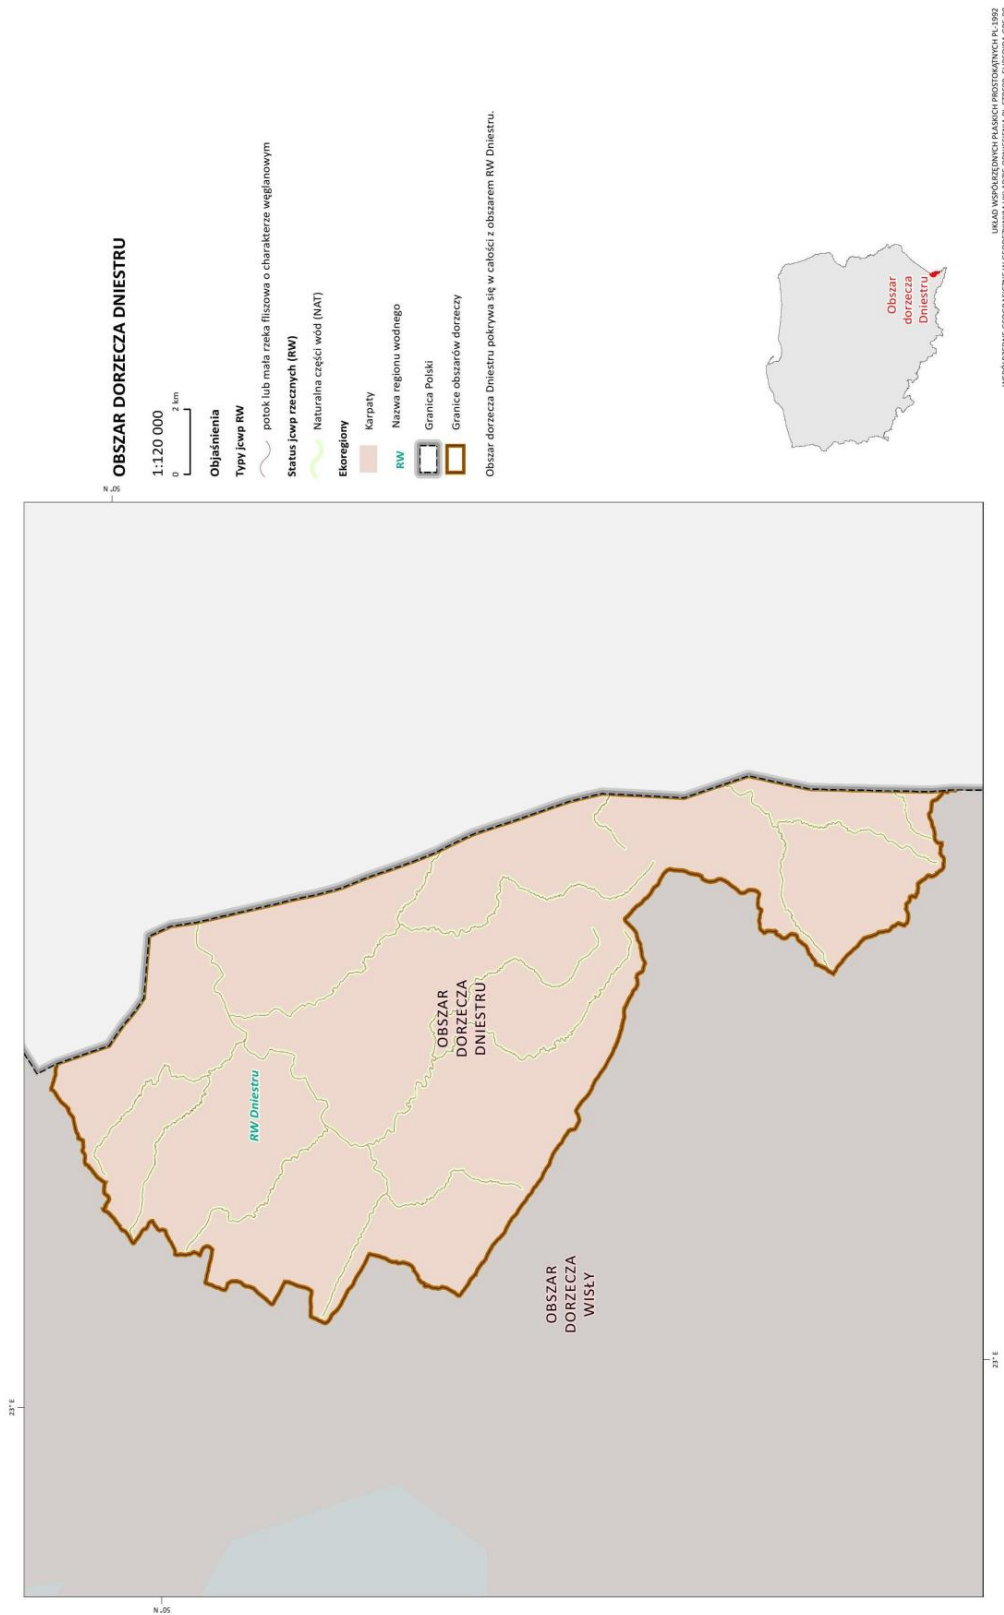 OBSZAR DORZECZA DNIESTRU
1:120 000
0 2 km
Objaśnienia
Typy jcwp RW
potok lub mała rzeka fliszowa o charakterze węglanowym
Status jcwp rzecznych (RW)
Naturalna części wód (NAT)
Ekoregiony
Karpaty
RW Nazwa regionu wodnego
Granica Polski
Granice obszarów dorzeczy
Obszar dorzecza Dniestru pokrywa się w całości z obszarem RW Dniestru.
Obszar
dorzecza
Dniestru
UKŁAD WSPÓŁRZĘDNYCH PŁASKICH PROSTOKĄTNYCH PL-1992
23° E
50° N
RW Dniestru
OBSZAR
DORZECZA
DNIESTRU
OBSZAR
DORZECZA
WISŁY
50° N
23° E